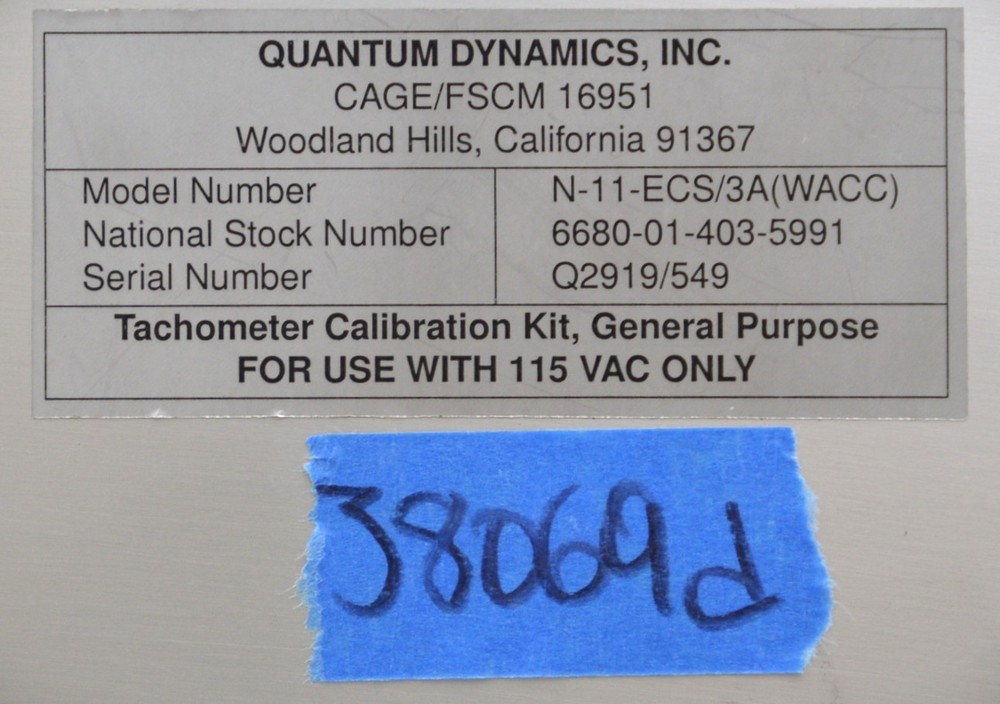 QUANTUM DYNAMICS, INC.
CAGE/FSCM 16951
Woodland Hills, California 91367
Model Number N-11-ECS/3A(WACC)
National Stock Number 6680-01-403-5991
Serial Number Q2919/549
Tachometer Calibration Kit, General Purpose
FOR USE WITH 115 VAC ONLY
38069d